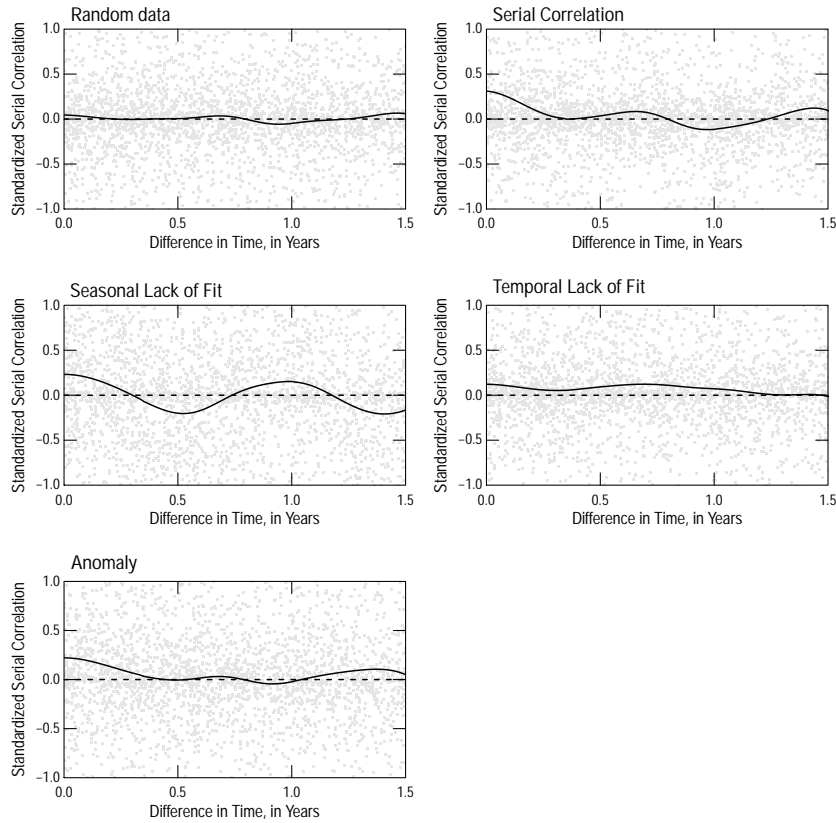 Random data
Standardized Serial Correlation
1.0
0.5
0.0
−0.5
−1.0
0.0 0.5 1.0 1.5
Difference in Time, in Years
Serial Correlation
Standardized Serial Correlation
1.0
0.5
0.0
−0.5
−1.0
0.0 0.5 1.0 1.5
Difference in Time, in Years
Seasonal Lack of Fit
Standardized Serial Correlation
1.0
0.5
0.0
−0.5
−1.0
0.0 0.5 1.0 1.5
Difference in Time, in Years
Temporal Lack of Fit
Standardized Serial Correlation
1.0
0.5
0.0
−0.5
−1.0
0.0 0.5 1.0 1.5
Difference in Time, in Years
Anomaly
Standardized Serial Correlation
1.0
0.5
0.0
−0.5
−1.0
0.0 0.5 1.0 1.5
Difference in Time, in Years